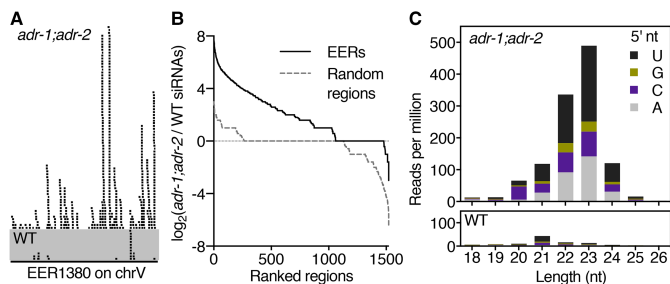 A
adr-1;adr-2
WT
EER1380 on chrV
B
log2(adr-1;adr-2 / WT siRNAs)
8
4
0
-4
-8
EERs
Random
regions
0
500
1000
1500
Ranked regions
C
adr-1;adr-2
5' nt
U
G
C
A
Reads per million
500
400
300
200
100
0
WT
100
0
18 19 20 21 22 23 24 25 26
Length (nt)